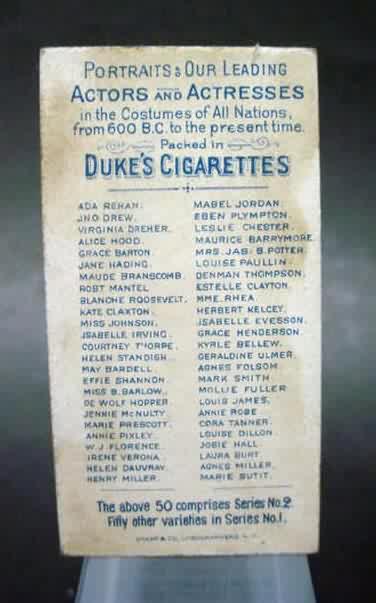 PORTRAITS OF OUR LEADING
ACTORS AND ACTRESSES
in the Costumes of All Nations,
from 600 B.C. to the present time.
Packed in
DUKE'S CIGARETTES
ADA REHAN.
JNO DREW.
VIRGINIA DREHER.
ALICE HOOD.
GRACE BARTON.
JANE HADING.
MAUDE BRANSCOMB.
ROBT MANTEL
BLANCHE ROOSEVELT.
KATE CLAXTON.
MISS JOHNSON.
ISABELLE IRVING.
COURTNEY THORPE.
HELEN STANDISH.
MAY BARDELL.
EFFIE SHANNON.
MISS B. BARLOW.
DE WOLF HOPPER.
JENNIE McNULTY.
MARIE PRESCOTT.
ANNIE PIXLEY.
W.J. FLORENCE.
IRENE VERONA.
HELEN DAUVRAY.
HENRY MILLER.
MABEL JORDAN.
EBEN PLYMPTON.
LESLIE CHESTER.
MAURICE BARRYMORE.
MRS. JAS. B. POTTER.
LOUISE PAULLIN.
DENMAN THOMPSON.
ESTELLE CLAYTON.
MME. RHEA.
HERBERT KELCEY.
ISABELLE EVESSON.
GRACE HENDERSON.
KYRLE BELLEW.
GERALDINE ULMER.
AGNES FOLSOM.
MARK SMITH.
MOLLIE FULLER
LOUIS JAMES.
ANNIE ROBE
CORA TANNER.
LOUISE DILLON.
JOSIE HALL.
LAURA BURT
AGNES MILLER.
MARIE SUTIT.
The above 50 comprises Series No. 2.
Fifty other varieties in Series No. 1.